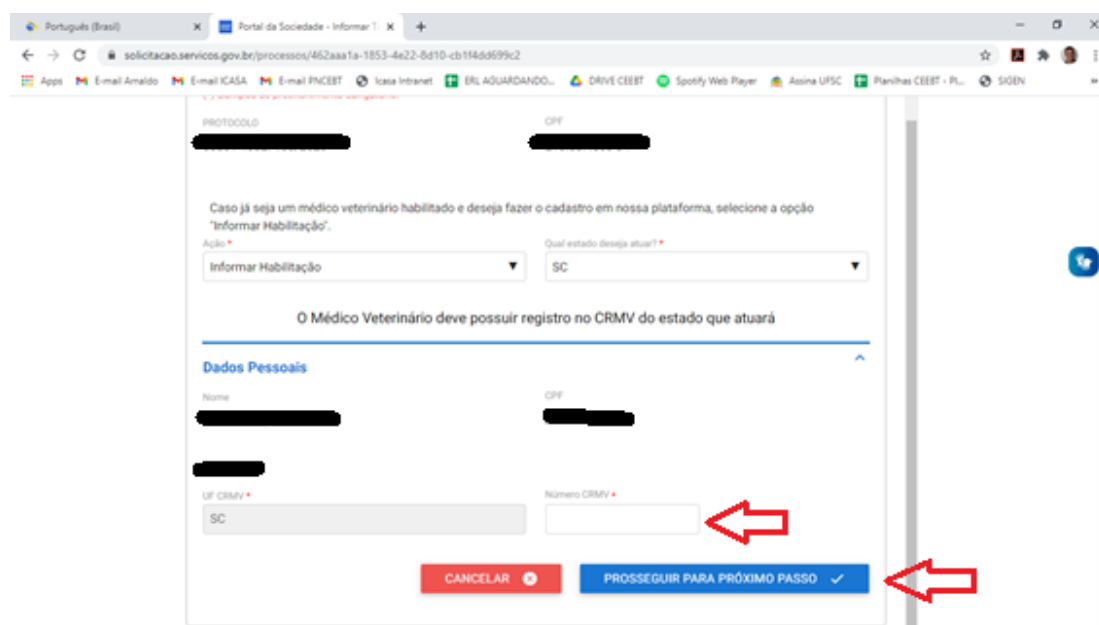 Português (Brasil)
Portal da Sociedade - Informar T
solicitacao.servicos.gov.br/processos/462aaa1a-1853-4e22-8d10-cb1f4dd699c2
Apps E-mail Arnaldo E-mail ICASA E-mail PNCEBT Icasa Intranet ERL AGUARDANDO... DRIVE CEEBT Spotify Web Player Assina UFSC Planilhas CEEBT - Pl... SIGEN »
PROTOCOLO CPF
Caso já seja um médico veterinário habilitado e deseja fazer o cadastro em nossa plataforma, selecione a opção
"Informar Habilitação".
Ação * Qual estado deseja atuar? *
Informar Habilitação SC
O Médico Veterinário deve possuir registro no CRMV do estado que atuará
Dados Pessoais
Nome CPF
UF CRMV * Número CRMV *
SC
CANCELAR PROSSEGUIR PARA PRÓXIMO PASSO